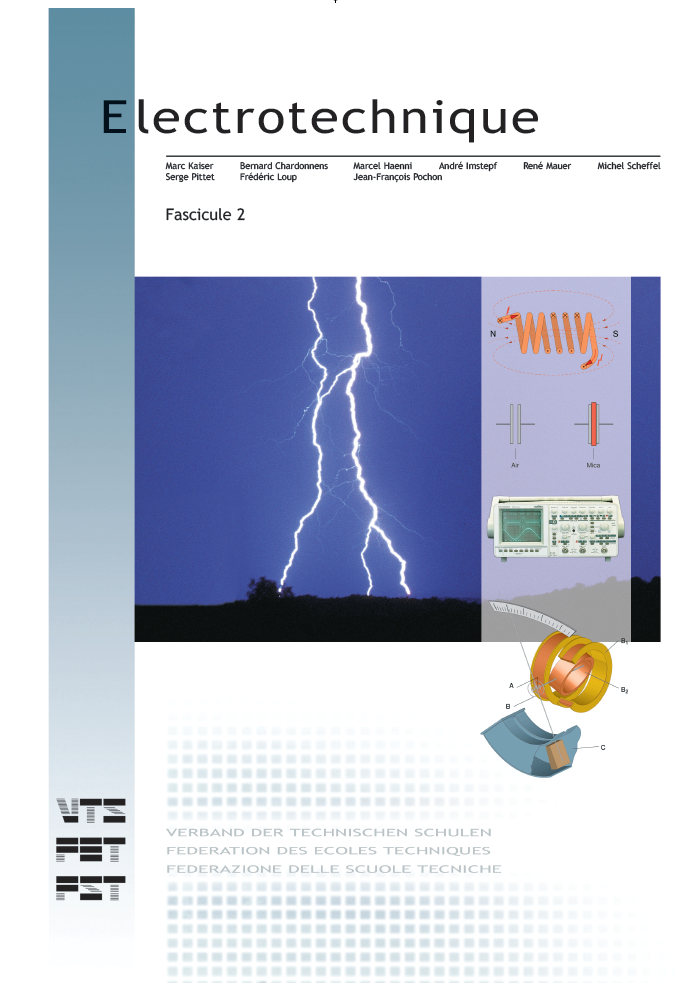 Electrotechnique
Marc Kaiser Bernard Chardonnens Marcel Haenni André Imstepf René Mauer Michel Scheffel
Serge Pittet Frédéric Loup Jean-François Pochon
Fascicule 2
N S
Air Mica
B1
A
B2
B
C
VTS
FET
FST
VERBAND DER TECHNISCHEN SCHULEN
FEDERATION DES ECOLES TECHNIQUES
FEDERAZIONE DELLE SCUOLE TECNICHE